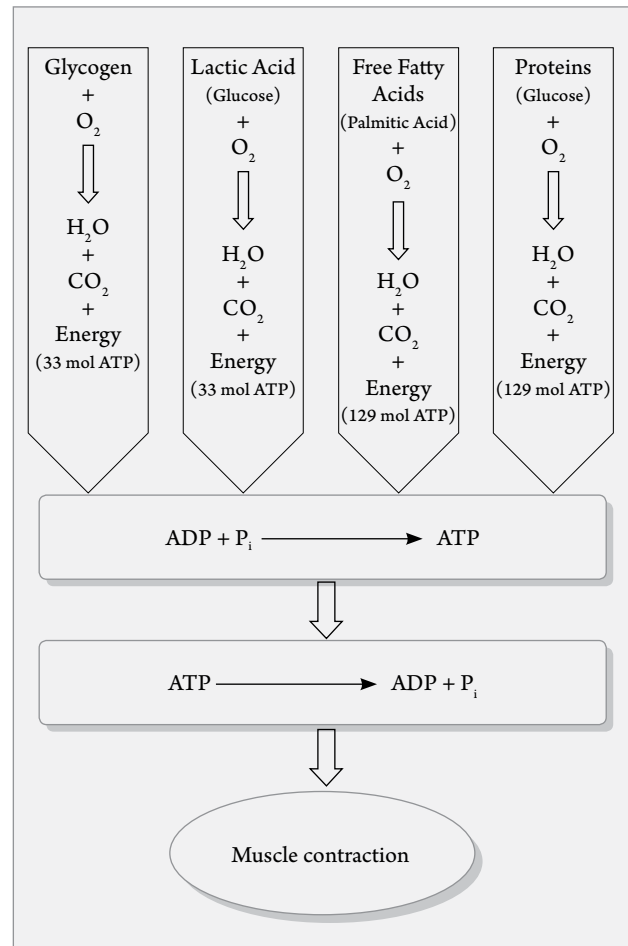 Glycogen
+
O₂
H₂O
+
CO₂
+
Energy
(33 mol ATP)
Lactic Acid
(Glucose)
+
O₂
H₂O
+
CO₂
+
Energy
(33 mol ATP)
Free Fatty
Acids
(Palmitic Acid)
+
O₂
H₂O
+
CO₂
+
Energy
(129 mol ATP)
Proteins
(Glucose)
+
O₂
H₂O
+
CO₂
+
Energy
(129 mol ATP)
ADP + Pᵢ ATP
ATP ADP + Pᵢ
Muscle contraction